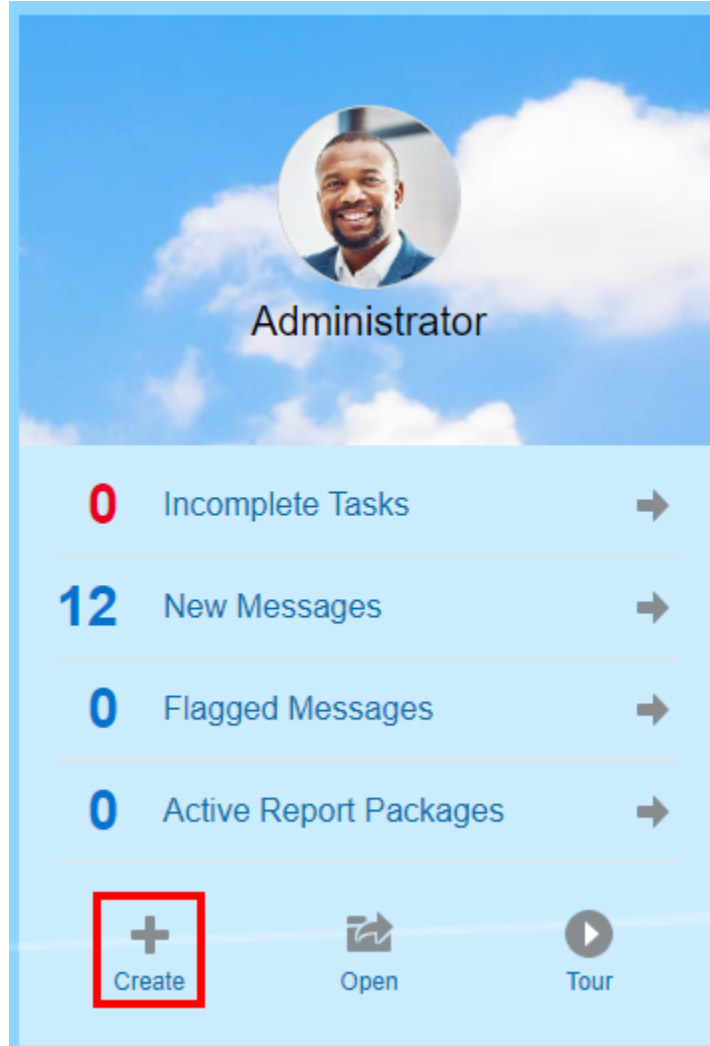 Administrator
0 Incomplete Tasks
12 New Messages
0 Flagged Messages
0 Active Report Packages
Create Open Tour